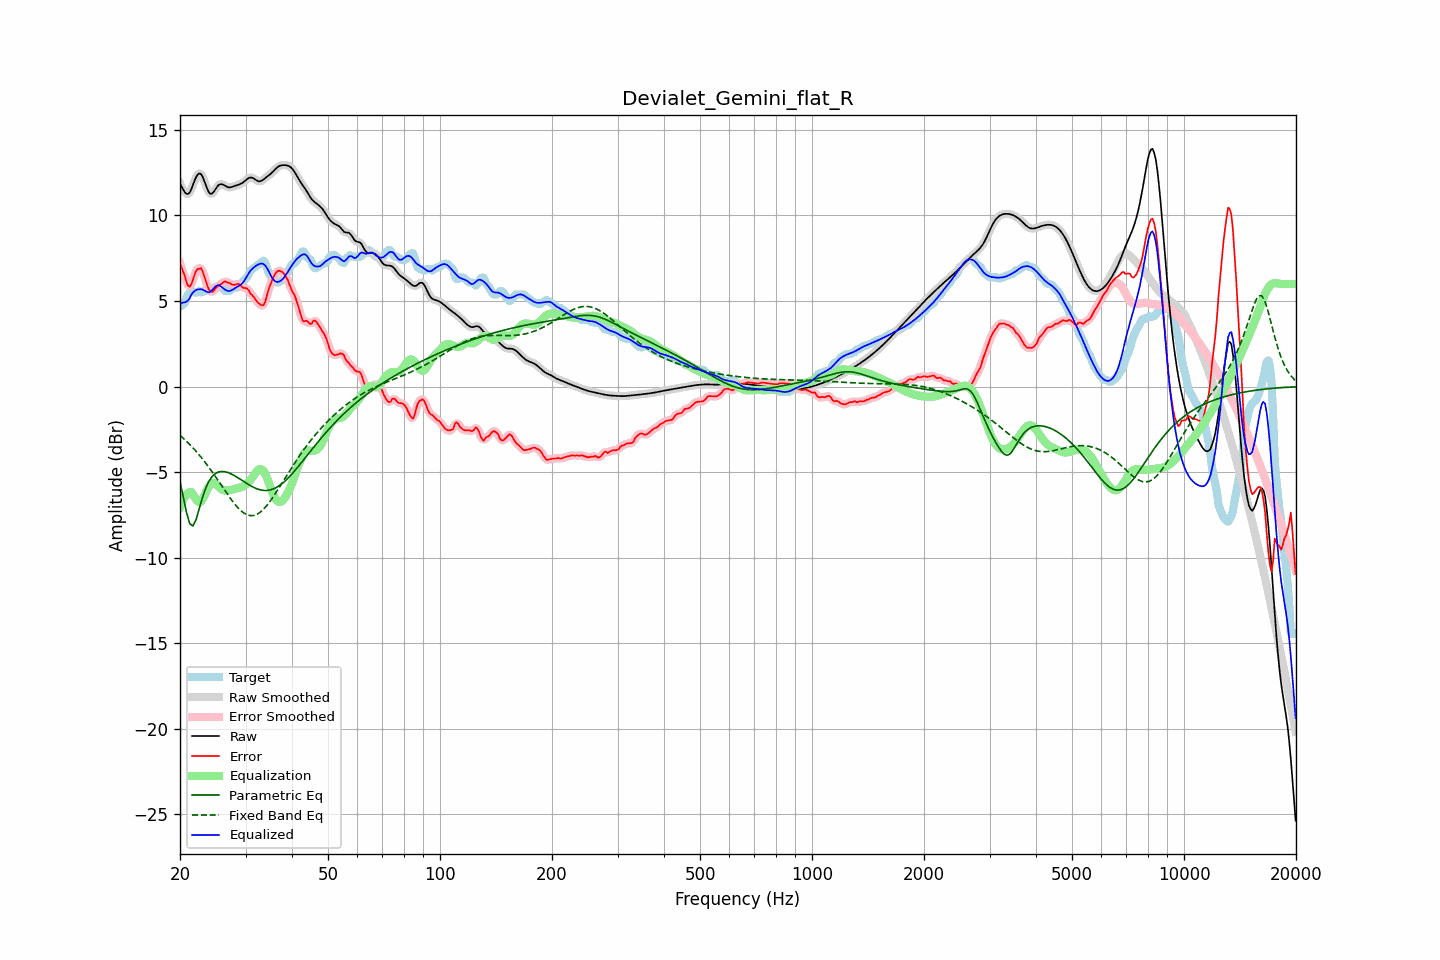 Devialet_Gemini_flat_R
15
10
5
0
−5
−10
−15
−20
−25
Amplitude (dBr)
Target
Raw Smoothed
Error Smoothed
Raw
Error
Equalization
Parametric Eq
Fixed Band Eq
Equalized
20 50 100 200 500 1000 2000 5000 10000 20000
Frequency (Hz)